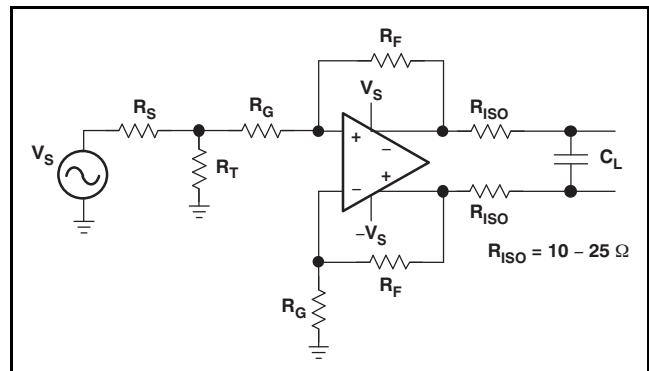 R_F
V_S
R_S
R_G
R_ISO
V_S
R_T
+
−
−
+
C_L
R_ISO
−V_S
R_ISO = 10 – 25 Ω
R_F
R_G